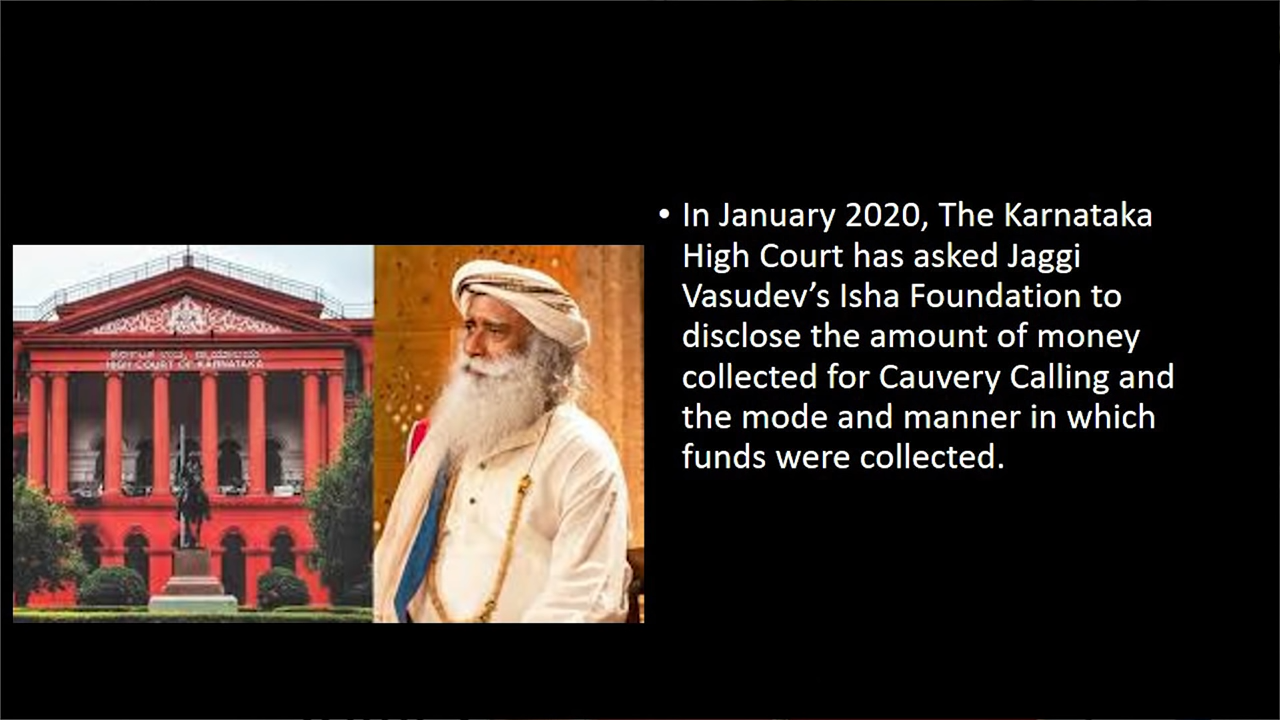 HIGH COURT OF KARNATAKA
• In January 2020, The Karnataka
High Court has asked Jaggi
Vasudev’s Isha Foundation to
disclose the amount of money
collected for Cauvery Calling and
the mode and manner in which
funds were collected.